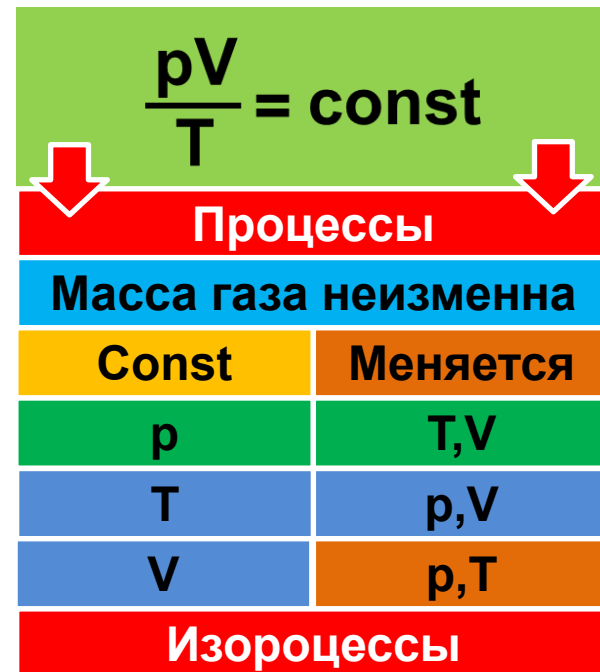 pV
T
= const
Процессы
Масса газа неизменна
Const Меняется
p T,V
T p,V
V p,T
Изороцессы